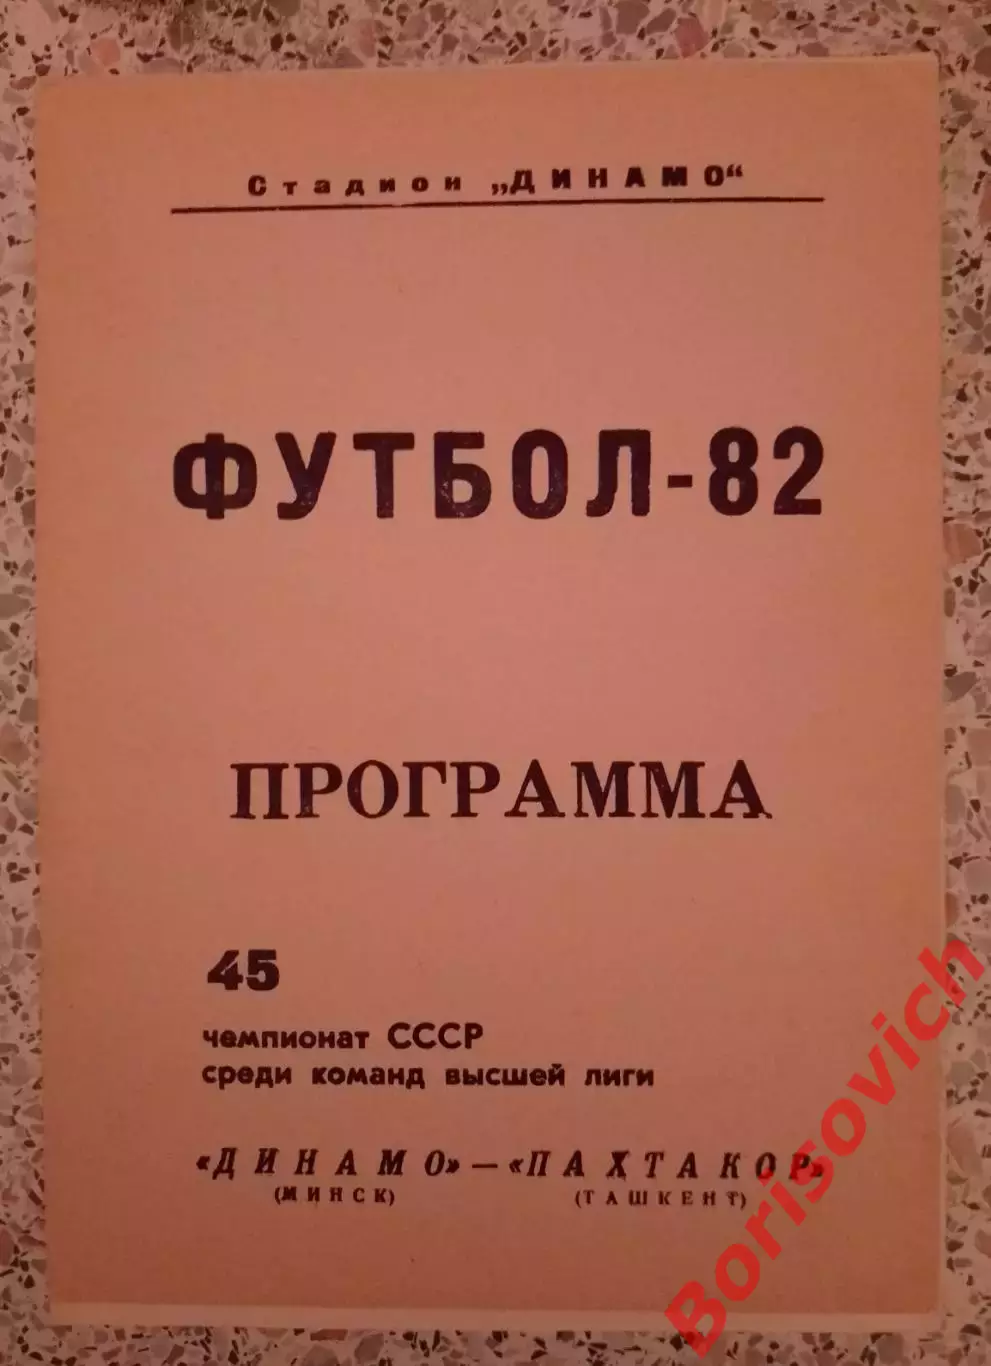 Стадион „ДИНАМО“
ФУТБОЛ-82
ПРОГРАММА
45
чемпионат СССР
среди команд высшей лиги
«ДИНАМО» — «ПАХТАКОР»
(МИНСК) (ТАШКЕНТ)
Borisovich